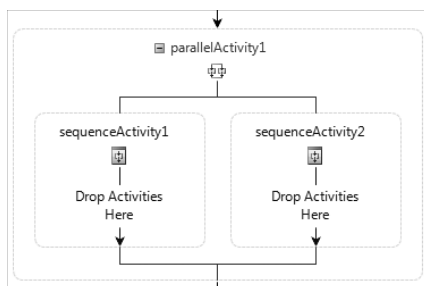 parallelActivity1
sequenceActivity1
sequenceActivity2
Drop Activities
Here
Drop Activities
Here